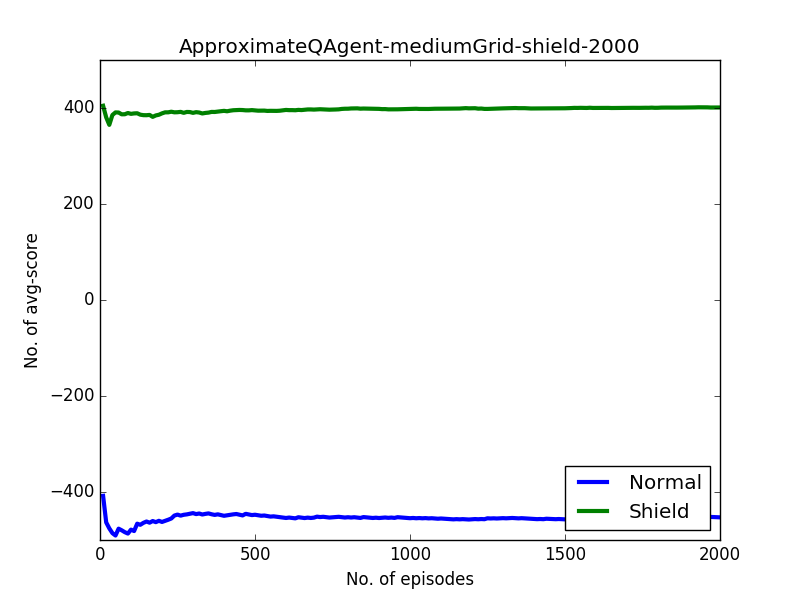 ApproximateQAgent-mediumGrid-shield-2000
No. of avg-score
400
200
0
−200
−400
0
500
1000
1500
2000
No. of episodes
Normal
Shield